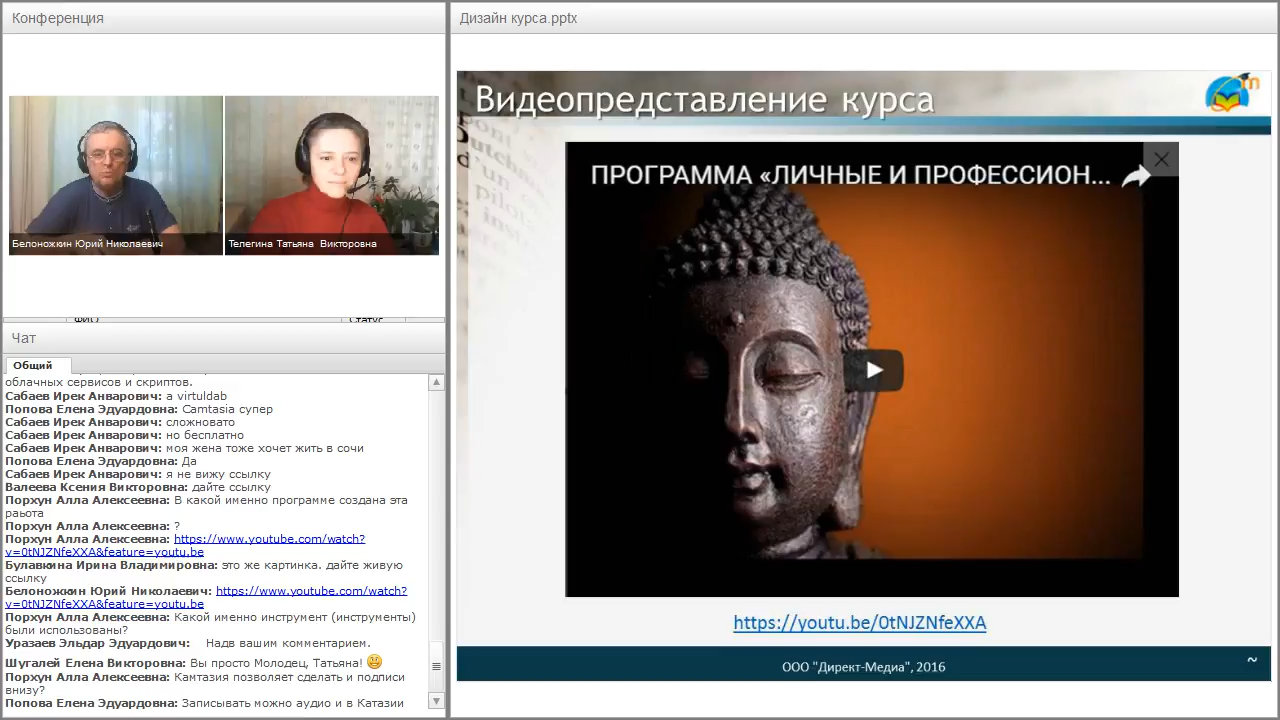 Конференция
Белоножкин Юрий Николаевич
Телегина Татьяна Викторовна
ФИО
Статус
Чат
Общий
облачных сервисов и скриптов.
Сабаев Ирек Анварович: а virtuldab
Попова Елена Эдуардовна: Camtasia супер
Сабаев Ирек Анварович: сложновато
Сабаев Ирек Анварович: но бесплатно
Сабаев Ирек Анварович: моя жена тоже хочет жить в сочи
Попова Елена Эдуардовна: Да
Сабаев Ирек Анварович: я не вижу ссылку
Валеева Ксения Викторовна: дайте ссылку
Порхун Алла Алексеевна: В какой именно программе создана эта
раьота
Порхун Алла Алексеевна: ?
Порхун Алла Алексеевна: https://www.youtube.com/watch?
v=0tNJZNfeXXA&feature=youtu.be
Булавкина Ирина Владимировна: это же картинка. дайте живую
ссылку
Белоножкин Юрий Николаевич: https://www.youtube.com/watch?
v=0tNJZNfeXXA&feature=youtu.be
Порхун Алла Алексеевна: Какой именно инструмент (инструменты)
были использованы?
Уразаев Эльдар Эдуардович: Надв вашим комментарием.
Шугалей Елена Викторовна: Вы просто Молодец, Татьяна!
Порхун Алла Алексеевна: Камтазия позволяет сделать и подписи
внизу?
Попова Елена Эдуардовна: Записывать можно аудио и в Катазии
Дизайн курса.pptx
Видеопредставление курса
m
ПРОГРАММА «ЛИЧНЫЕ И ПРОФЕССИОН...
https://youtu.be/0tNJZNfeXXA
ООО "Директ-Медиа", 2016
~